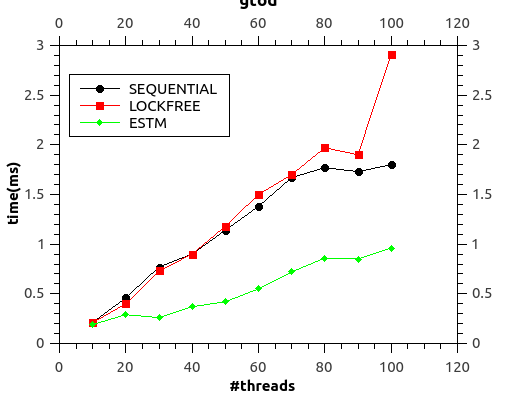 gtod
0 20 40 60 80 100 120
3 3
2.5 2.5
2 2
1.5 1.5
1 1
0.5 0.5
0 0
SEQUENTIAL
LOCKFREE
ESTM
time(ms)
0 20 40 60 80 100 120
#threads